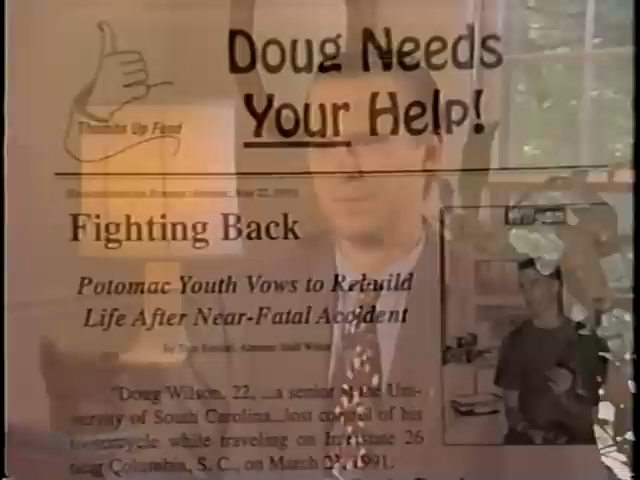 Doug Needs
Your Help!
Thumbs Up Fund
Fighting Back
Potomac Youth Vows to Rebuild
Life After Near-Fatal Accident
"Doug Wilson, 22, ...a senior at the Uni-
versity of South Carolina...lost control of his
motorcycle while traveling on Interstate 26
near Columbia, S. C., on March 23, 1991.